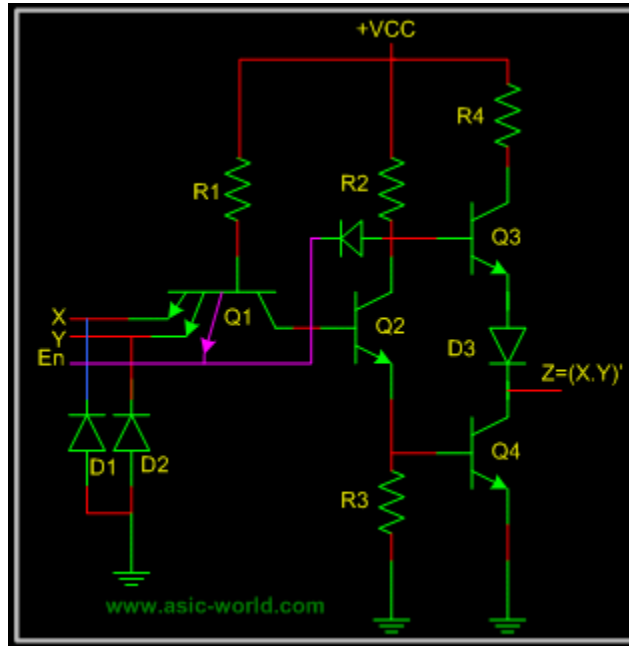 +VCC
R4
R1
R2
Q3
X
Y
Q1
Q2
En
D3
Z=(X.Y)'
D1
D2
Q4
R3
www.asic-world.com